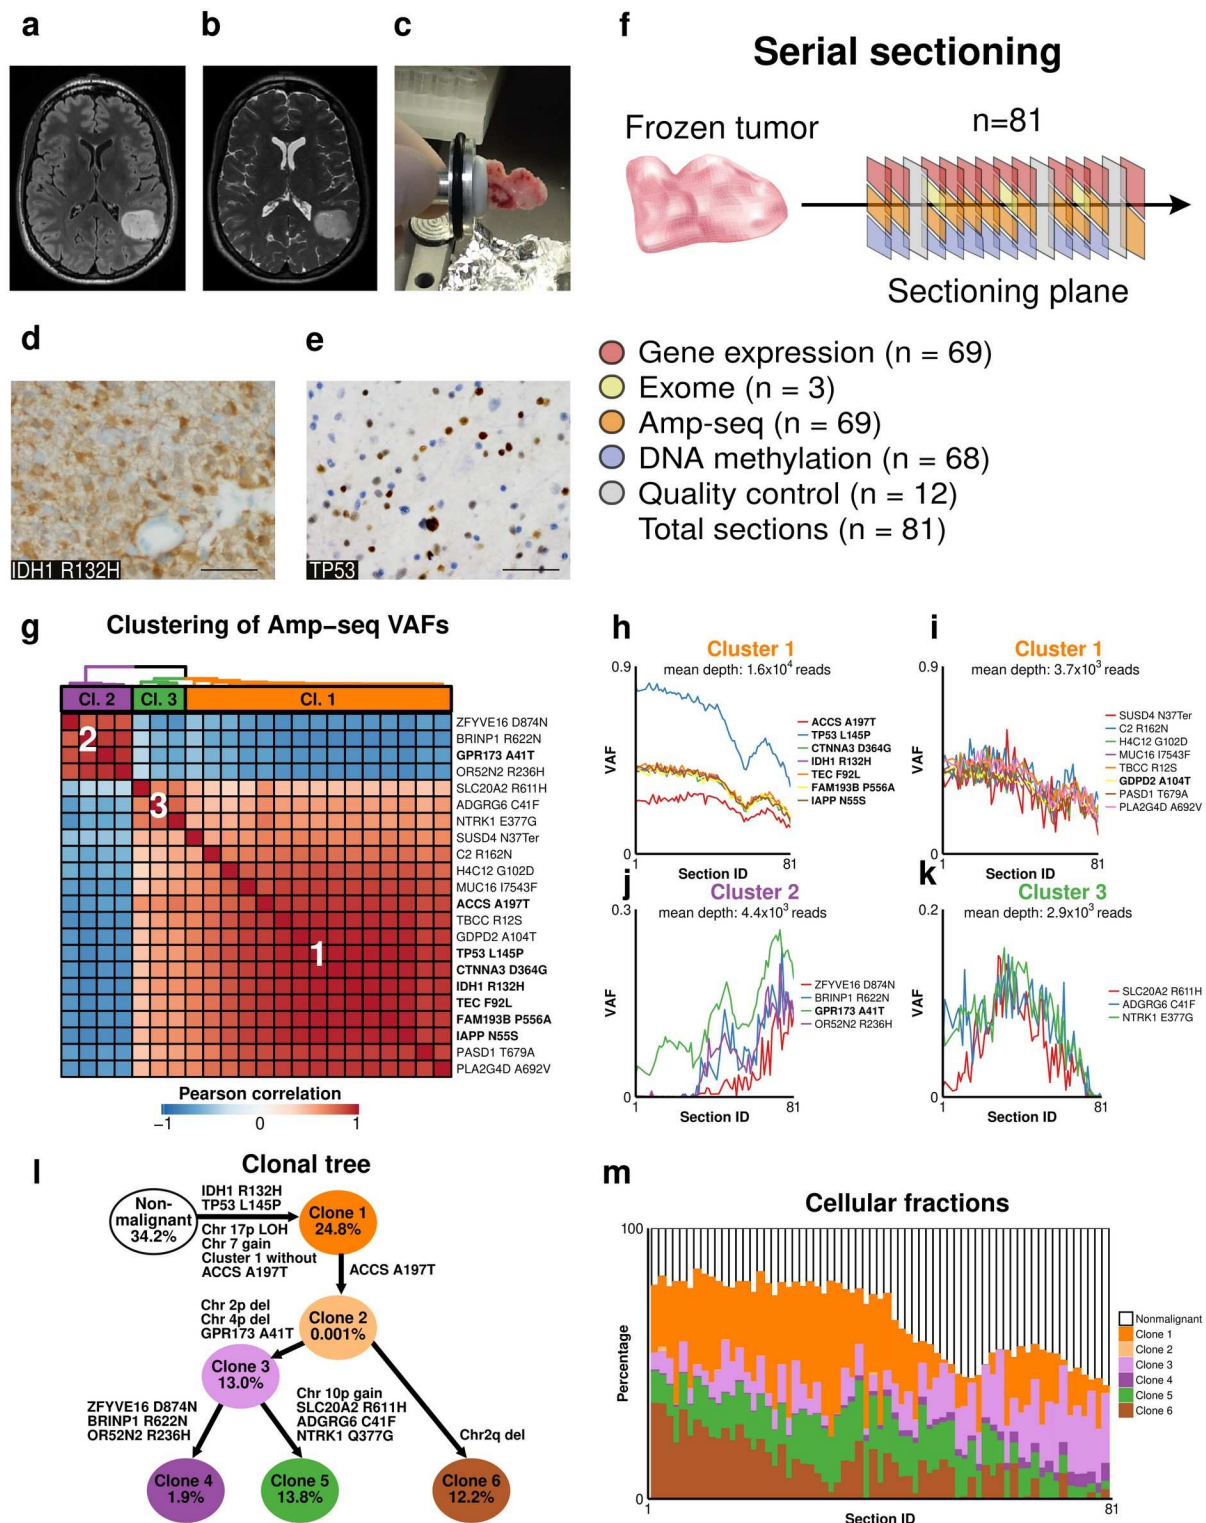 a
b
c
f
Serial sectioning
Frozen tumor
n=81
Sectioning plane
Gene expression (n = 69)
Exome (n = 3)
Amp-seq (n = 69)
DNA methylation (n = 68)
Quality control (n = 12)
Total sections (n = 81)
d
e
IDH1 R132H
TP53
g
Clustering of Amp-seq VAFs
Cl. 2
Cl. 3
Cl. 1
2
3
1
ZFYVE16 D874N
BRINP1 R622N
GPR173 A41T
OR52N2 R236H
SLC20A2 R611H
ADGRG6 C41F
NTRK1 E377G
SUSD4 N37Ter
C2 R162N
H4C12 G102D
MUC16 I7543F
ACCS A197T
TBCC R12S
GDPD2 A104T
TP53 L145P
CTNNA3 D364G
IDH1 R132H
TEC F92L
FAM193B P556A
IAPP N55S
PASD1 T679A
PLA2G4D A692V
Pearson correlation
−1 0 1
h
Cluster 1
mean depth: 1.6x10⁴ reads
0.9
VAF
0
1
81
Section ID
ACCS A197T
TP53 L145P
CTNNA3 D364G
IDH1 R132H
TEC F92L
FAM193B P556A
IAPP N55S
i
Cluster 1
mean depth: 3.7x10³ reads
0.9
VAF
0
1
81
Section ID
SUSD4 N37Ter
C2 R162N
H4C12 G102D
MUC16 I7543F
TBCC R12S
GDPD2 A104T
PASD1 T679A
PLA2G4D A692V
j
Cluster 2
mean depth: 4.4x10³ reads
0.3
VAF
0
1
81
Section ID
ZFYVE16 D874N
BRINP1 R622N
GPR173 A41T
OR52N2 R236H
k
Cluster 3
mean depth: 2.9x10³ reads
0.2
VAF
0
1
81
Section ID
SLC20A2 R611H
ADGRG6 C41F
NTRK1 E377G
l
Clonal tree
Non-
malignant
34.2%
IDH1 R132H
TP53 L145P
Chr 17p LOH
Chr 7 gain
Cluster 1 without
ACCS A197T
Clone 1
24.8%
ACCS A197T
Clone 2
0.001%
Chr 2p del
Chr 4p del
GPR173 A41T
Clone 3
13.0%
ZFYVE16 D874N
BRINP1 R622N
OR52N2 R236H
Chr 10p gain
SLC20A2 R611H
ADGRG6 C41F
NTRK1 Q377G
Chr2q del
Clone 4
1.9%
Clone 5
13.8%
Clone 6
12.2%
m
Cellular fractions
100
Percentage
0
1
81
Section ID
Nonmalignant
Clone 1
Clone 2
Clone 3
Clone 4
Clone 5
Clone 6